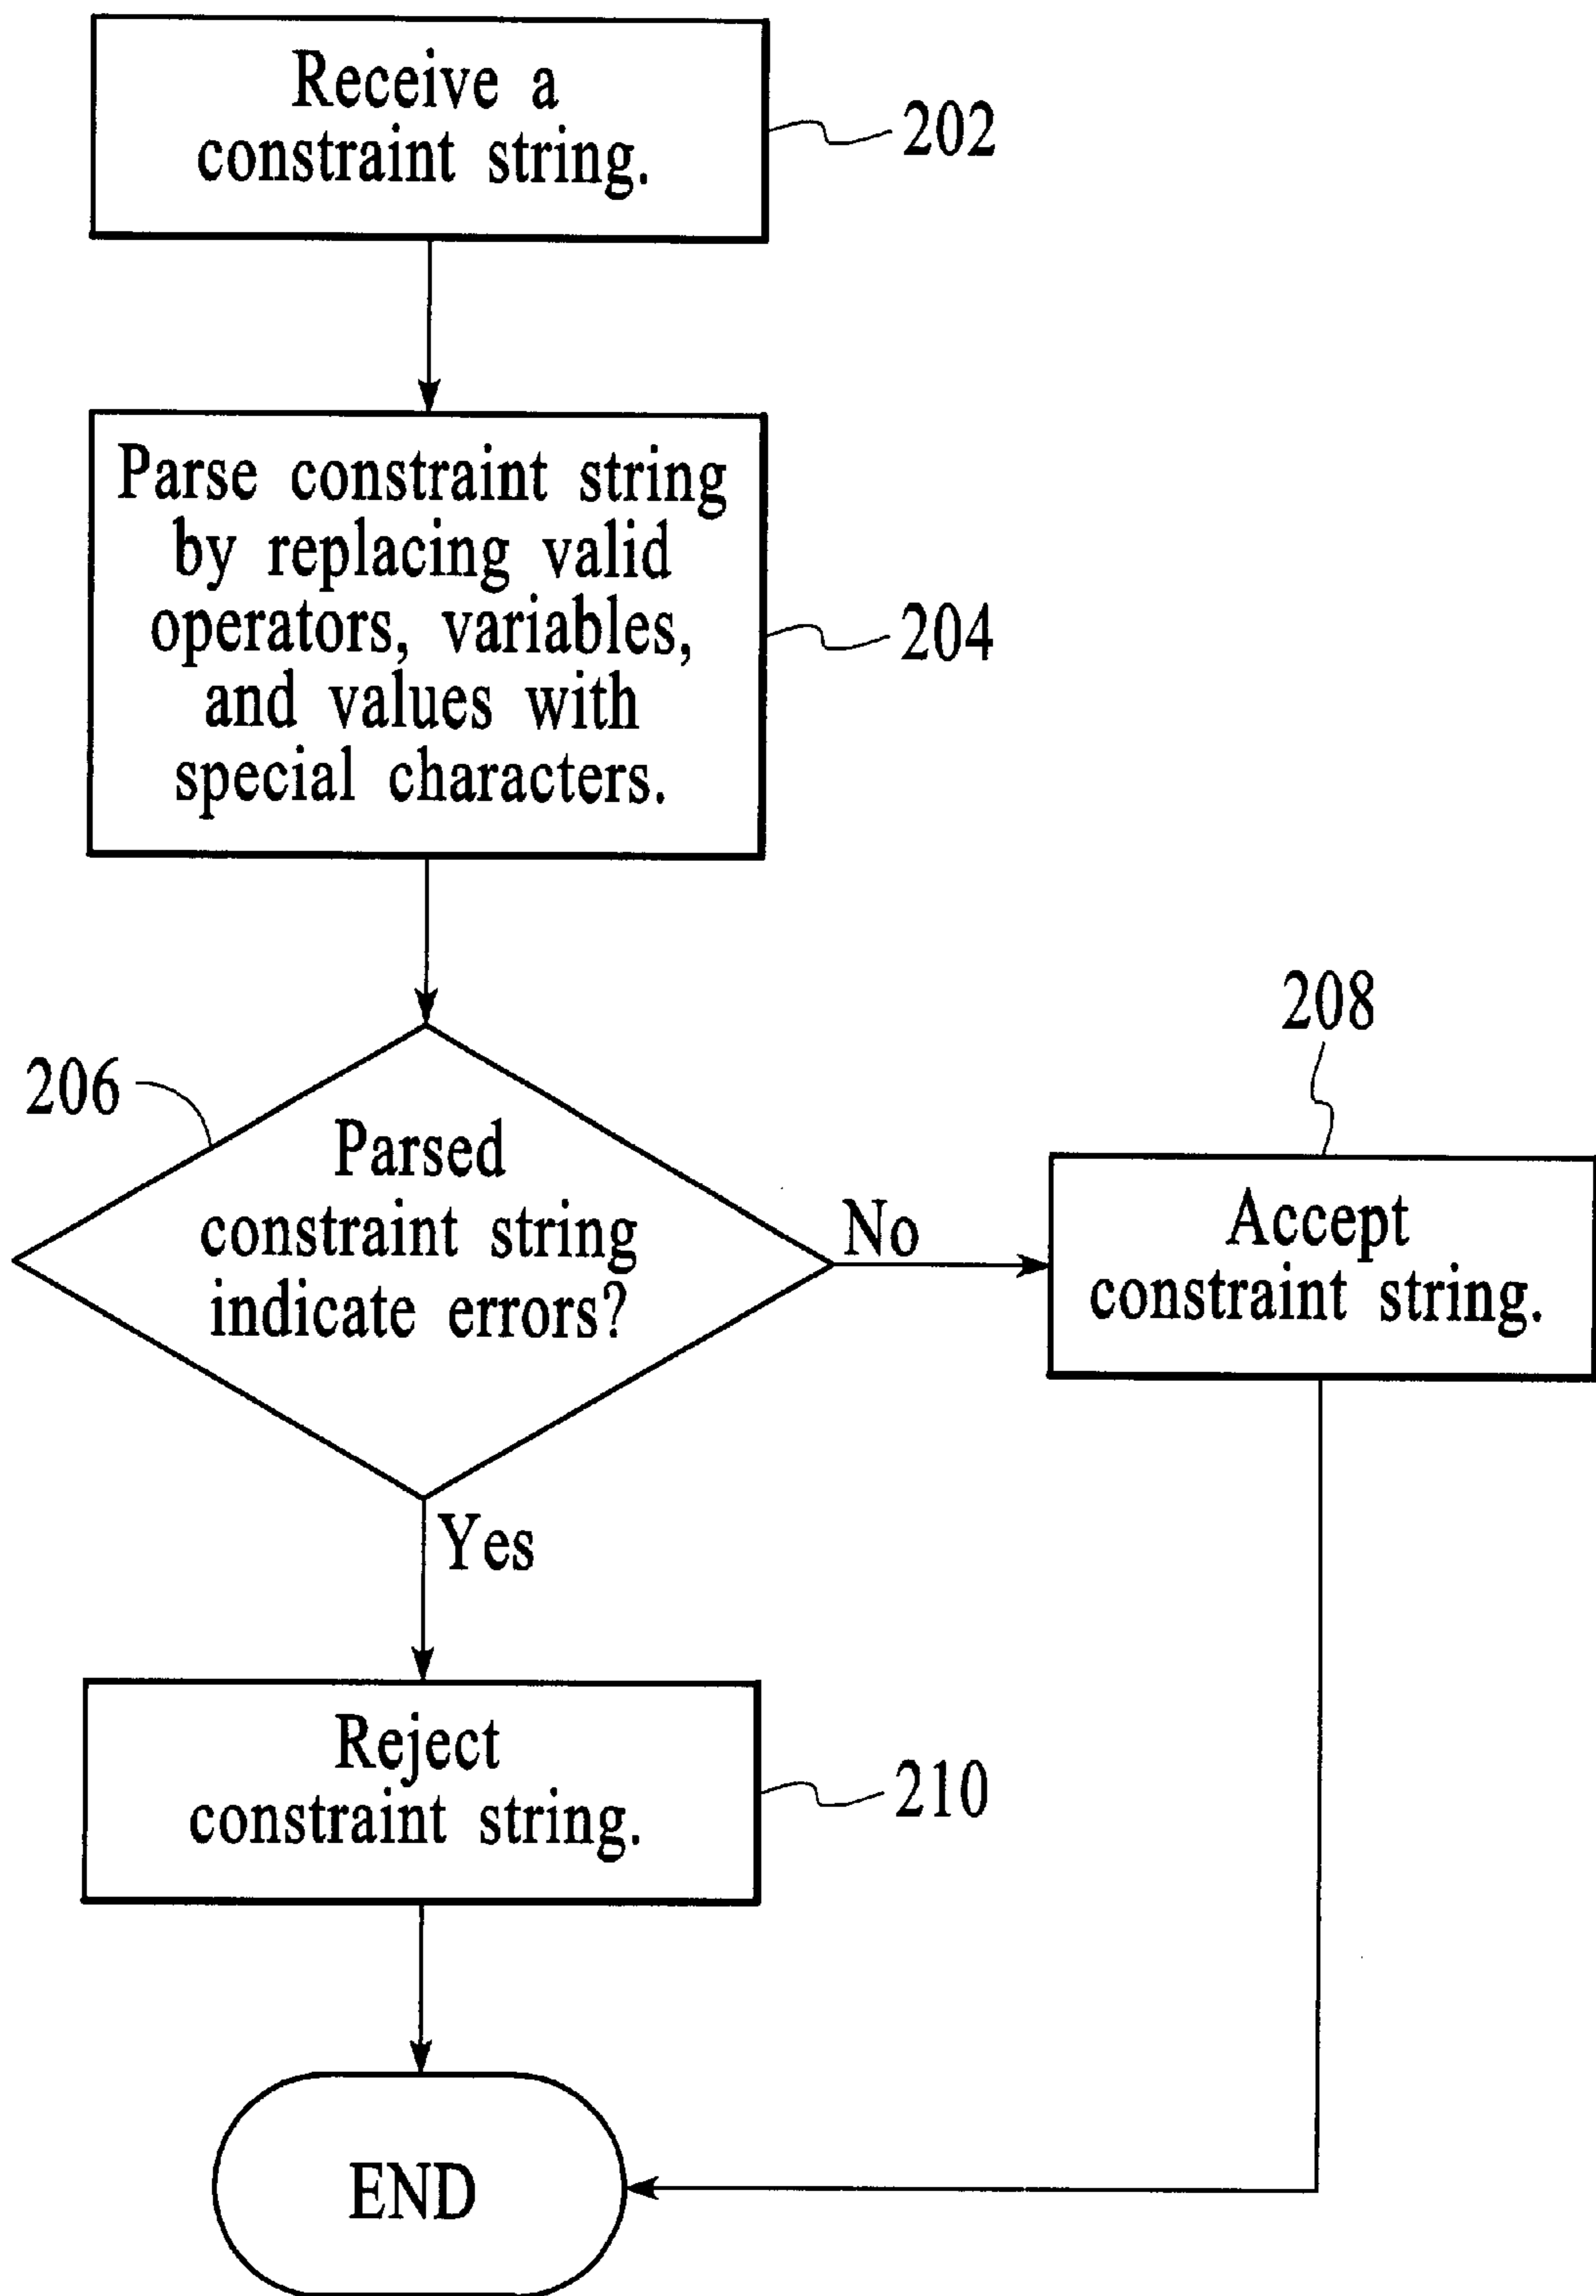 Receive a
constraint string.
202
Parse constraint string
by replacing valid
operators, variables,
and values with
special characters.
204
206
Parsed
constraint string
indicate errors?
No
208
Accept
constraint string.
Yes
Reject
constraint string.
210
END